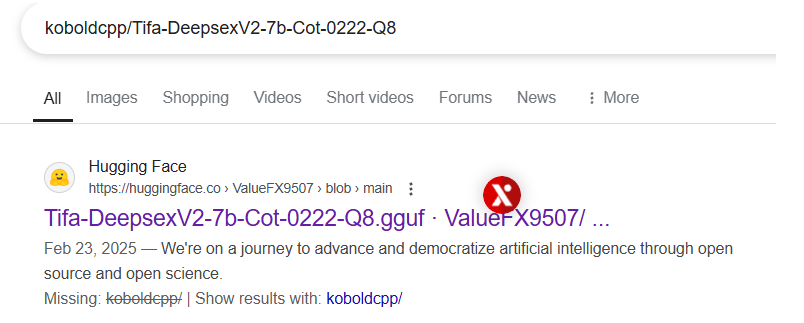 koboldcpp/Tifa-DeepsexV2-7b-Cot-0222-Q8
All Images Shopping Videos Short videos Forums News More
Hugging Face
https://huggingface.co › ValueFX9507 › blob › main
Tifa-DeepsexV2-7b-Cot-0222-Q8.gguf · ValueFX9507/ ...
Feb 23, 2025 — We're on a journey to advance and democratize artificial intelligence through open
source and open science.
Missing: koboldcpp/ | Show results with: koboldcpp/